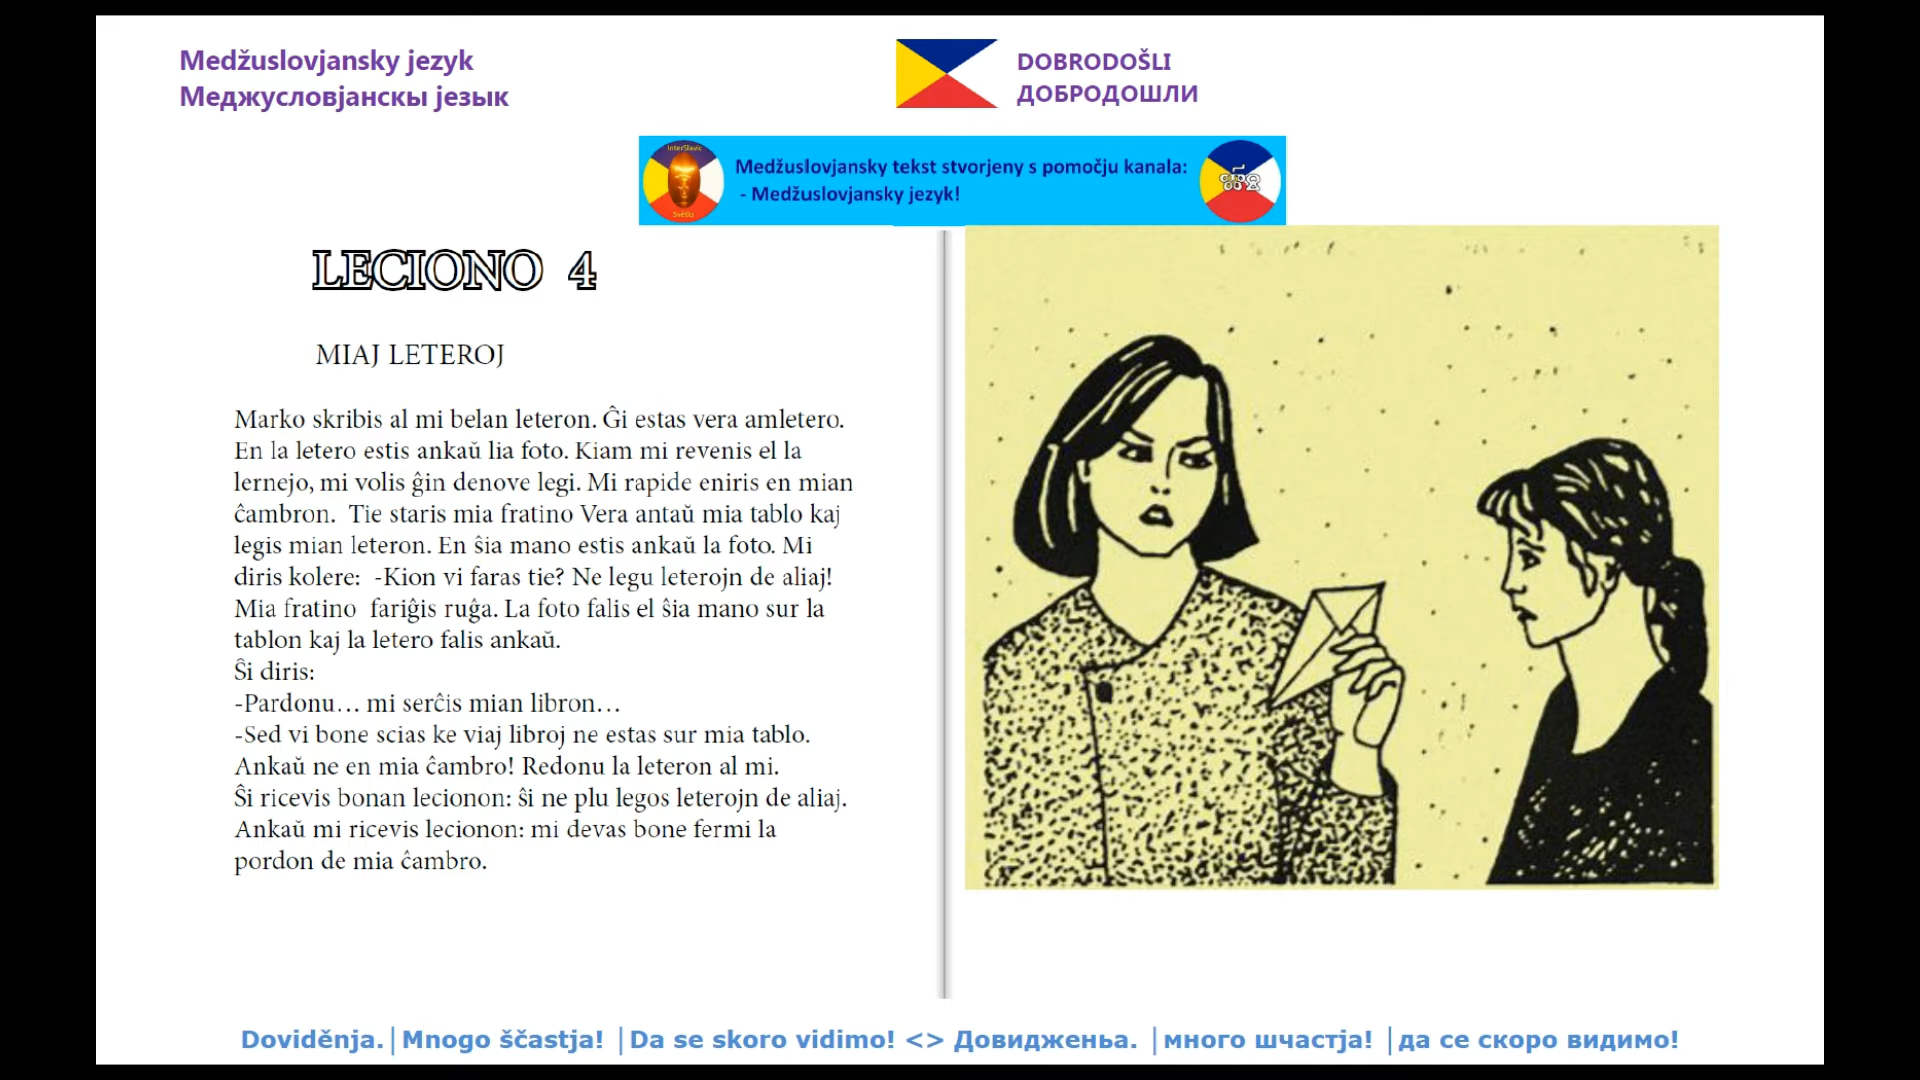 Medžuslovjansky jezyk
Меджусловјанскы језык
DOBRODOŠLI
ДОБРОДОШЛИ
InterSlavic
Světlo
Medžuslovjansky tekst stvorjeny s pomočju kanala:
- Medžuslovjansky jezyk!
LECIONO 4
MIAJ LETEROJ
Marko skribis al mi belan leteron. Ĝi estas vera amletero.
En la letero estis ankaŭ lia foto. Kiam mi revenis el la
lernejo, mi volis ĝin denove legi. Mi rapide eniris en mian
ĉambron. Tie staris mia fratino Vera antaŭ mia tablo kaj
legis mian leteron. En ŝia mano estis ankaŭ la foto. Mi
diris kolere: -Kion vi faras tie? Ne legu leterojn de aliaj!
Mia fratino fariĝis ruĝa. La foto falis el ŝia mano sur la
tablon kaj la letero falis ankaŭ.
Ŝi diris:
-Pardonu… mi serĉis mian libron…
-Sed vi bone scias ke viaj libroj ne estas sur mia tablo.
Ankaŭ ne en mia ĉambro! Redonu la leteron al mi.
Ŝi ricevis bonan lecionon: ŝi ne plu legos leterojn de aliaj.
Ankaŭ mi ricevis lecionon: mi devas bone fermi la
pordon de mia ĉambro.
Doviděnja.│Mnogo ščastja! │Da se skoro vidimo! <> Довидженьа. │много шчастја! │да се скоро видимо!